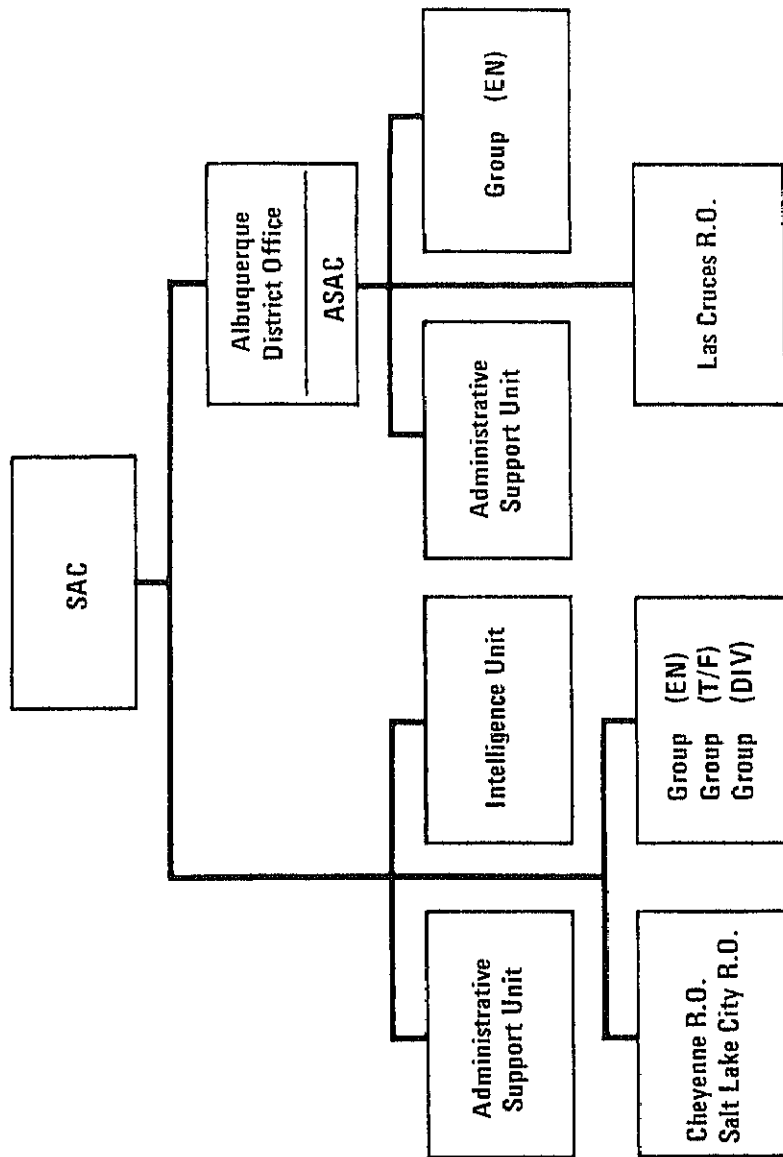 SAC
Albuquerque
District Office
ASAC
Administrative
Support Unit
Intelligence Unit
Administrative
Support Unit
Group (EN)
Cheyenne R.O.
Salt Lake City R.O.
Group (EN)
Group (T/F)
Group (DIV)
Las Cruces R.O.